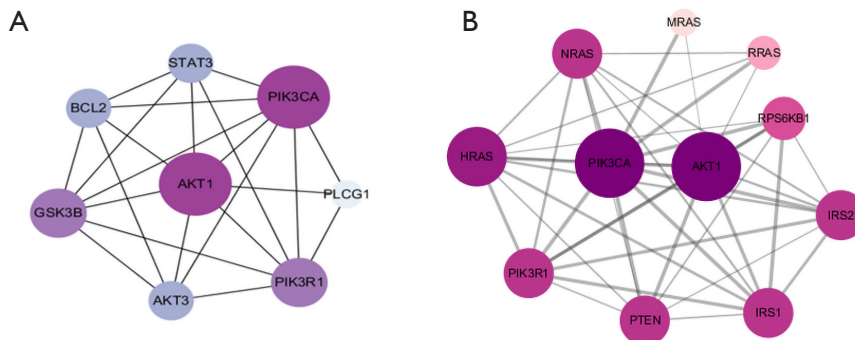 A
STAT3
BCL2
PIK3CA
AKT1
PLCG1
GSK3B
PIK3R1
AKT3
B
MRAS
NRAS
RRAS
RPS6KB1
HRAS
PIK3CA
AKT1
IRS2
PIK3R1
PTEN
IRS1